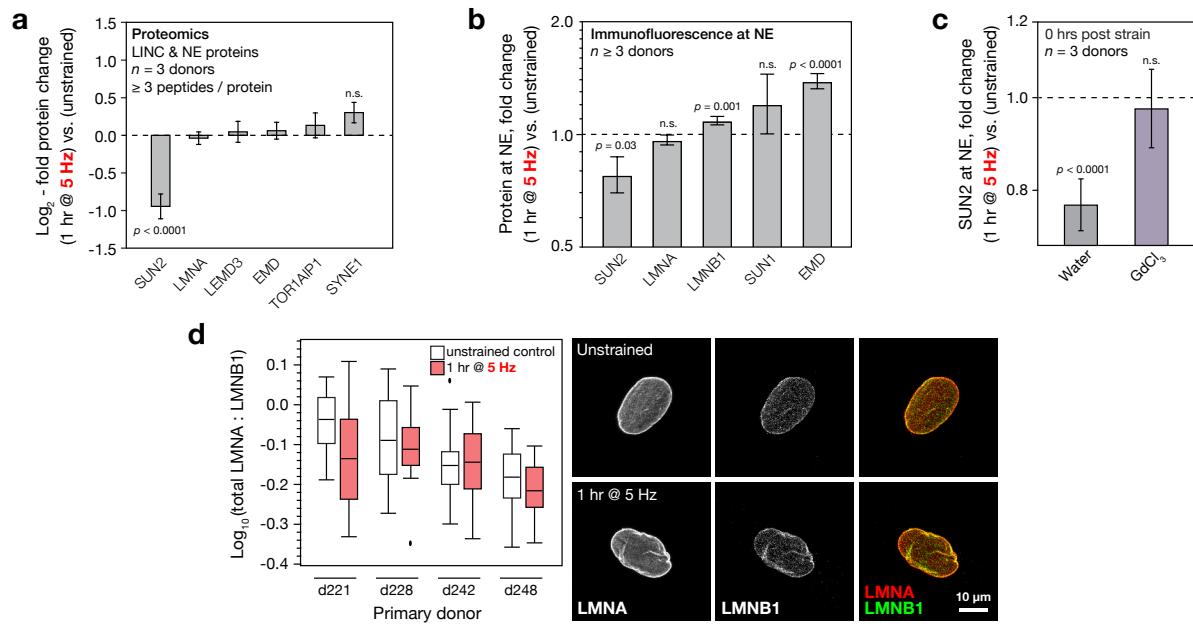 a
Log2 - fold protein change
(1 hr @ 5 Hz) vs. (unstrained)
1.5
1.0
0.5
0.0
-0.5
-1.0
-1.5
Proteomics
LINC & NE proteins
n = 3 donors
≥ 3 peptides / protein
n.s.
p < 0.0001
SUN2
LMNA
LEMD3
EMD
TOR1AIP1
SYNE1
b
Protein at NE, fold change
(1 hr @ 5 Hz) vs. (unstrained)
2.0
1.0
0.5
Immunofluorescence at NE
n ≥ 3 donors
p = 0.03
n.s.
p = 0.001
n.s.
p < 0.0001
SUN2
LMNA
LMNB1
SUN1
EMD
c
SUN2 at NE, fold change
(1 hr @ 5 Hz) vs. (unstrained)
1.2
1.0
0.8
0 hrs post strain
n = 3 donors
n.s.
p < 0.0001
Water
GdCl3
d
Log10(total LMNA : LMNB1)
0.1
0.0
-0.1
-0.2
-0.3
-0.4
unstrained control
1 hr @ 5 Hz
d221
d228
d242
d248
Primary donor
Unstrained
1 hr @ 5 Hz
LMNA
LMNB1
LMNA
LMNB1
10 µm